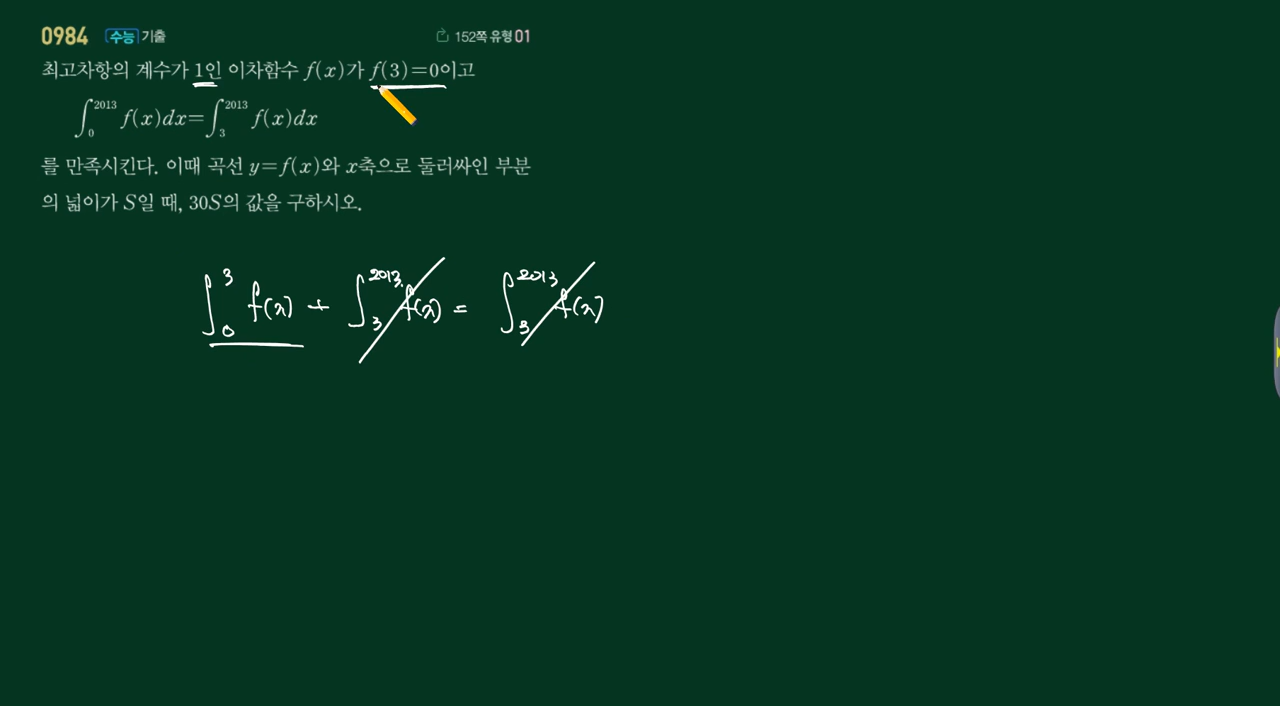 0984 수능 기출 152쪽 유형 01
최고차항의 계수가 1인 이차함수 f(x)가 f(3)=0이고
∫₀²⁰¹³ f(x)dx=∫₃²⁰¹³ f(x)dx
를 만족시킨다. 이때 곡선 y=f(x)와 x축으로 둘러싸인 부분
의 넓이가 S일 때, 30S의 값을 구하시오.
∫₀³ f(x) + ∫₃²⁰¹³ f(x) = ∫₃²⁰¹³ f(x)